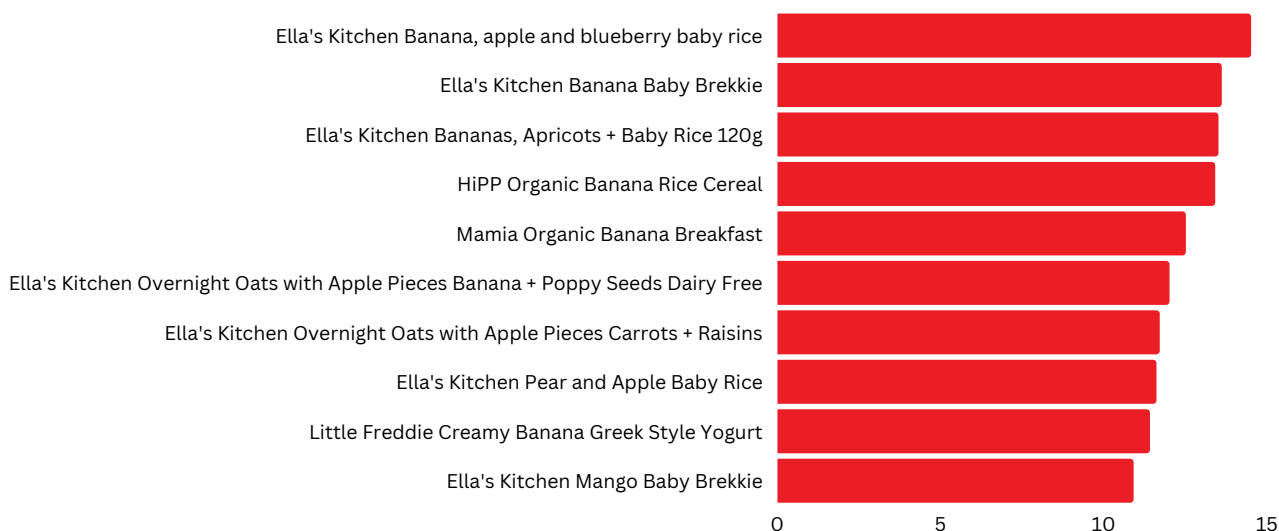 Ella's Kitchen Banana, apple and blueberry baby rice
Ella's Kitchen Banana Baby Brekkie
Ella's Kitchen Bananas, Apricots + Baby Rice 120g
HiPP Organic Banana Rice Cereal
Mamia Organic Banana Breakfast
Ella's Kitchen Overnight Oats with Apple Pieces Banana + Poppy Seeds Dairy Free
Ella's Kitchen Overnight Oats with Apple Pieces Carrots + Raisins
Ella's Kitchen Pear and Apple Baby Rice
Little Freddie Creamy Banana Greek Style Yogurt
Ella's Kitchen Mango Baby Brekkie
0 5 10 15